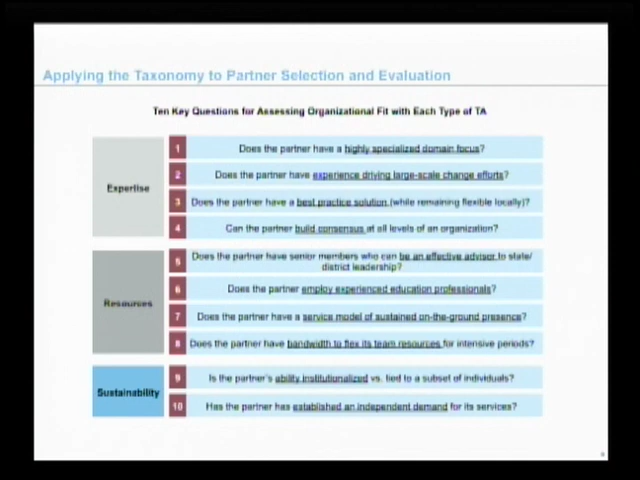 Applying the Taxonomy to Partner Selection and Evaluation
Ten Key Questions for Assessing Organizational Fit with Each Type of TA
Expertise
1 Does the partner have a highly specialized domain focus?
2 Does the partner have experience driving large-scale change efforts?
3 Does the partner have a best practice solution (while remaining flexible locally)?
4 Can the partner build consensus at all levels of an organization?
Resources
5 Does the partner have senior members who can be an effective advisor to state/
district leadership?
6 Does the partner employ experienced education professionals?
7 Does the partner have a service model of sustained on-the-ground presence?
8 Does the partner have bandwidth to flex its team resources for intensive periods?
Sustainability
9 Is the partner's ability institutionalized vs. tied to a subset of individuals?
10 Has the partner has established an independent demand for its services?